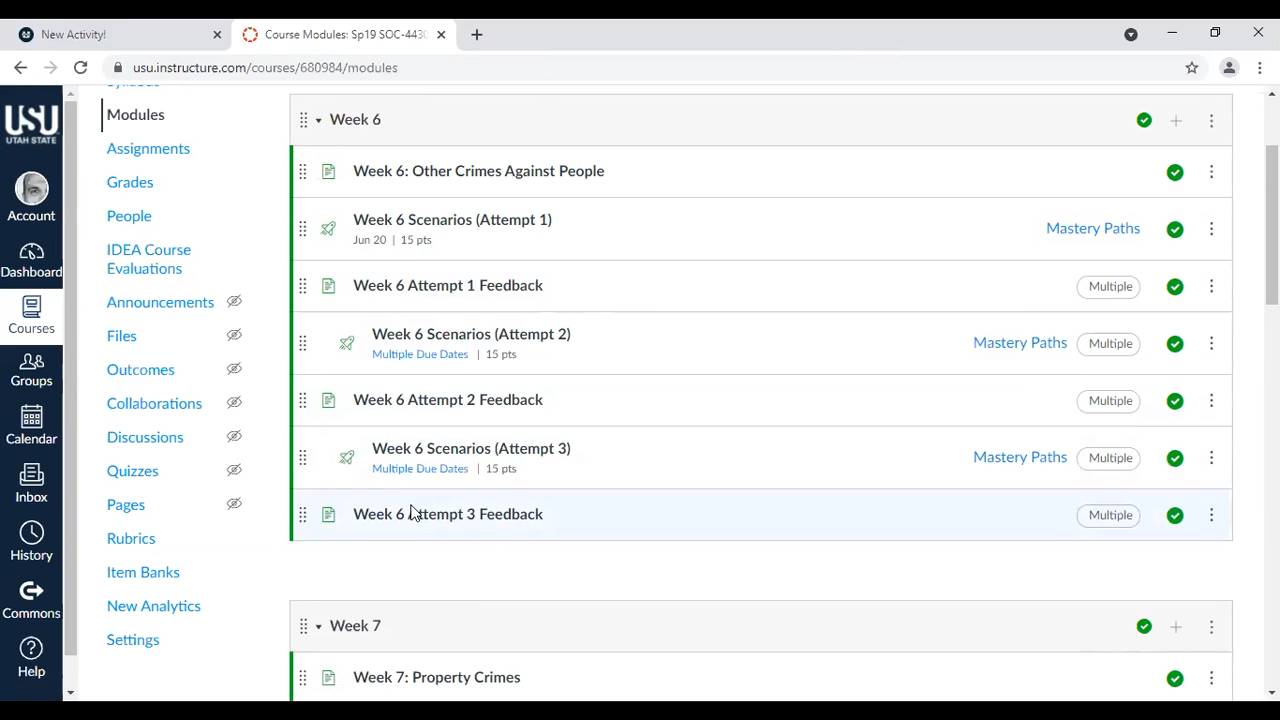 New Activity!
Course Modules: Sp19 SOC-4430
usu.instructure.com/courses/680984/modules
USU
UTAH STATE
Account
Dashboard
Courses
Groups
Calendar
Inbox
History
Commons
Help
Syllabus
Modules
Assignments
Grades
People
IDEA Course
Evaluations
Announcements
Files
Outcomes
Collaborations
Discussions
Quizzes
Pages
Rubrics
Item Banks
New Analytics
Settings
Week 6
Week 6: Other Crimes Against People
Week 6 Scenarios (Attempt 1)
Jun 20 | 15 pts
Mastery Paths
Week 6 Attempt 1 Feedback
Multiple
Week 6 Scenarios (Attempt 2)
Multiple Due Dates | 15 pts
Mastery Paths Multiple
Week 6 Attempt 2 Feedback
Multiple
Week 6 Scenarios (Attempt 3)
Multiple Due Dates | 15 pts
Mastery Paths Multiple
Week 6 Attempt 3 Feedback
Multiple
Week 7
Week 7: Property Crimes